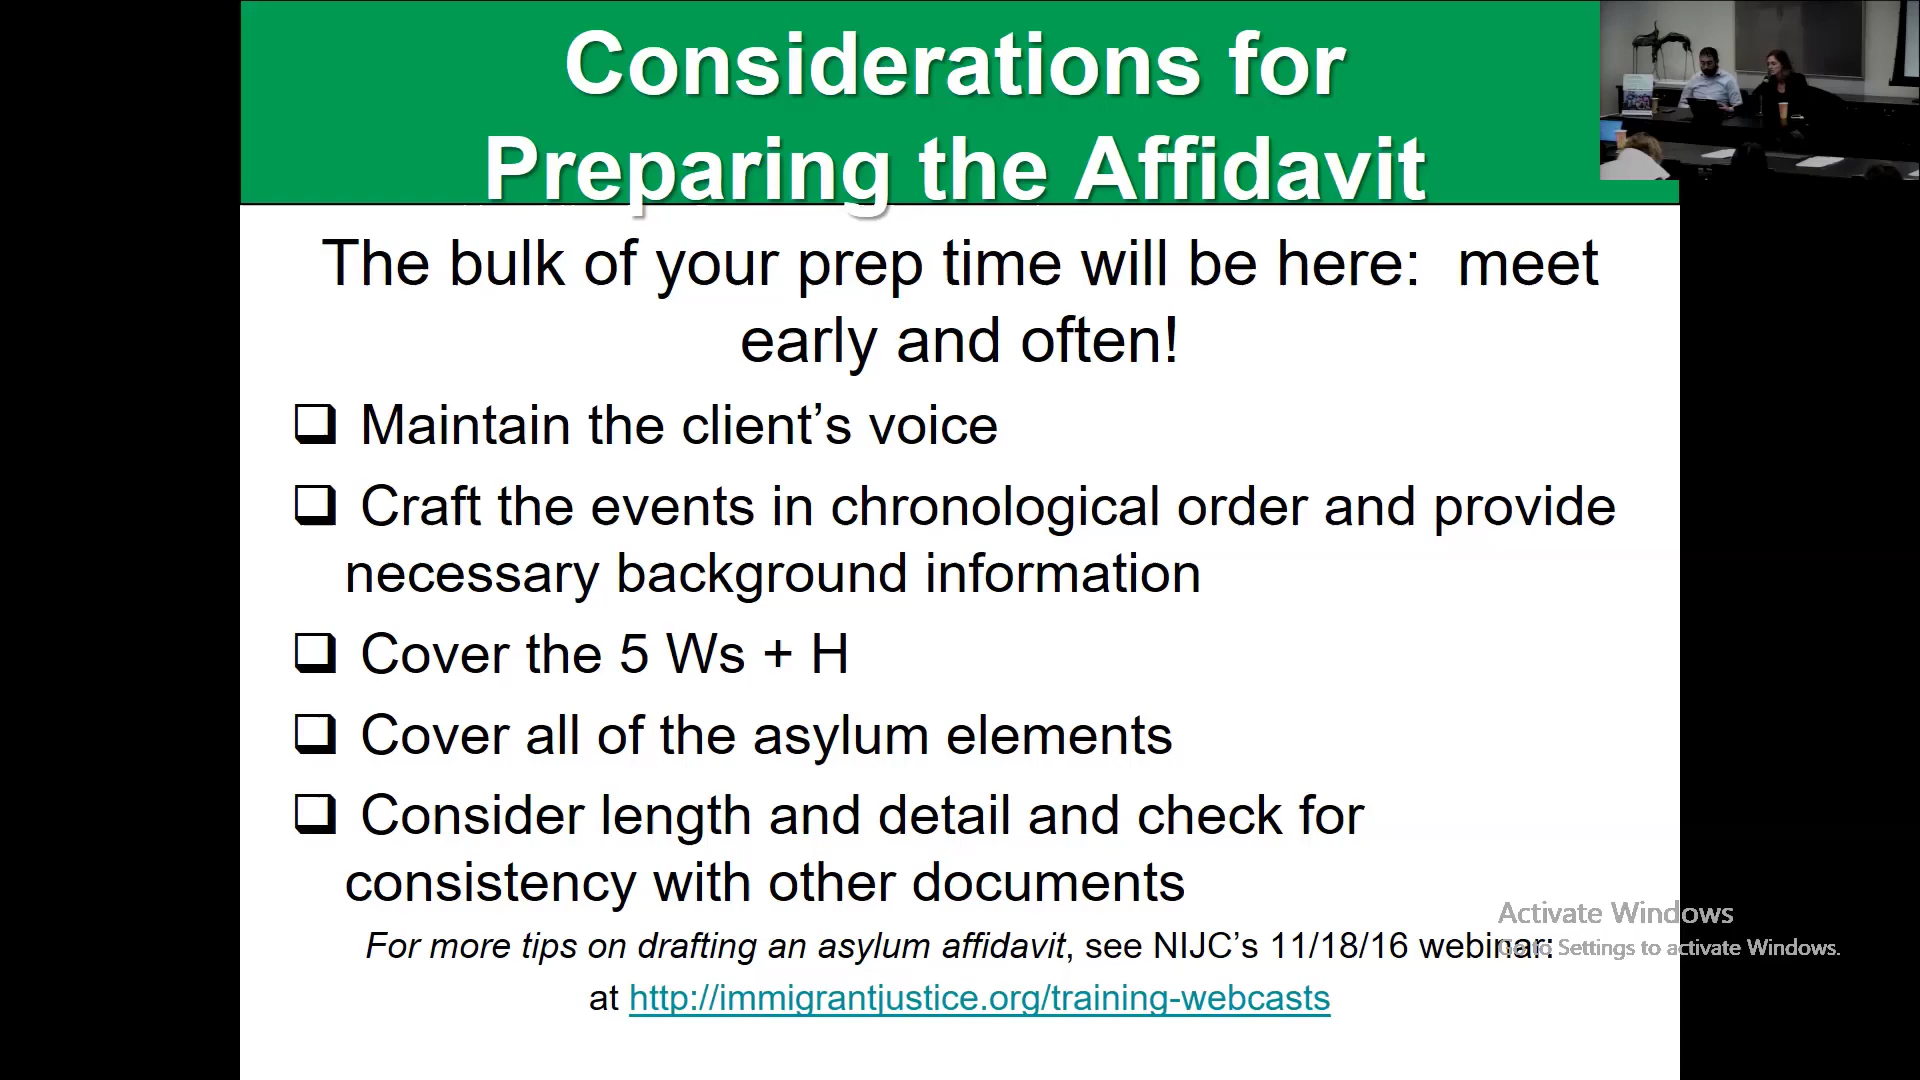 Considerations for
Preparing the Affidavit
The bulk of your prep time will be here:  meet
early and often!
❑ Maintain the client’s voice
❑ Craft the events in chronological order and provide
necessary background information
❑ Cover the 5 Ws + H
❑ Cover all of the asylum elements
❑ Consider length and detail and check for
consistency with other documents
For more tips on drafting an asylum affidavit, see NIJC’s 11/18/16 webinar:
at http://immigrantjustice.org/training-webcasts
Activate Windows
Go to Settings to activate Windows.